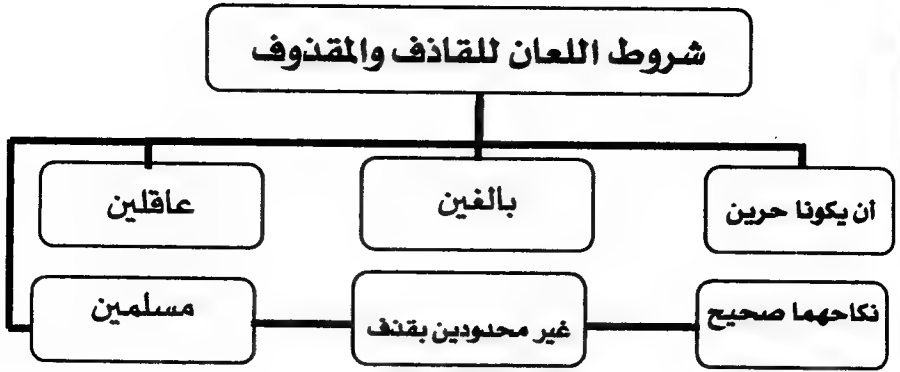 شروط اللعان للقاذف والمقذوف
أن يكونا حرين
بالغين
عاقلين
نكاحهما صحيح
غير محدودين بقذف
مسلمين